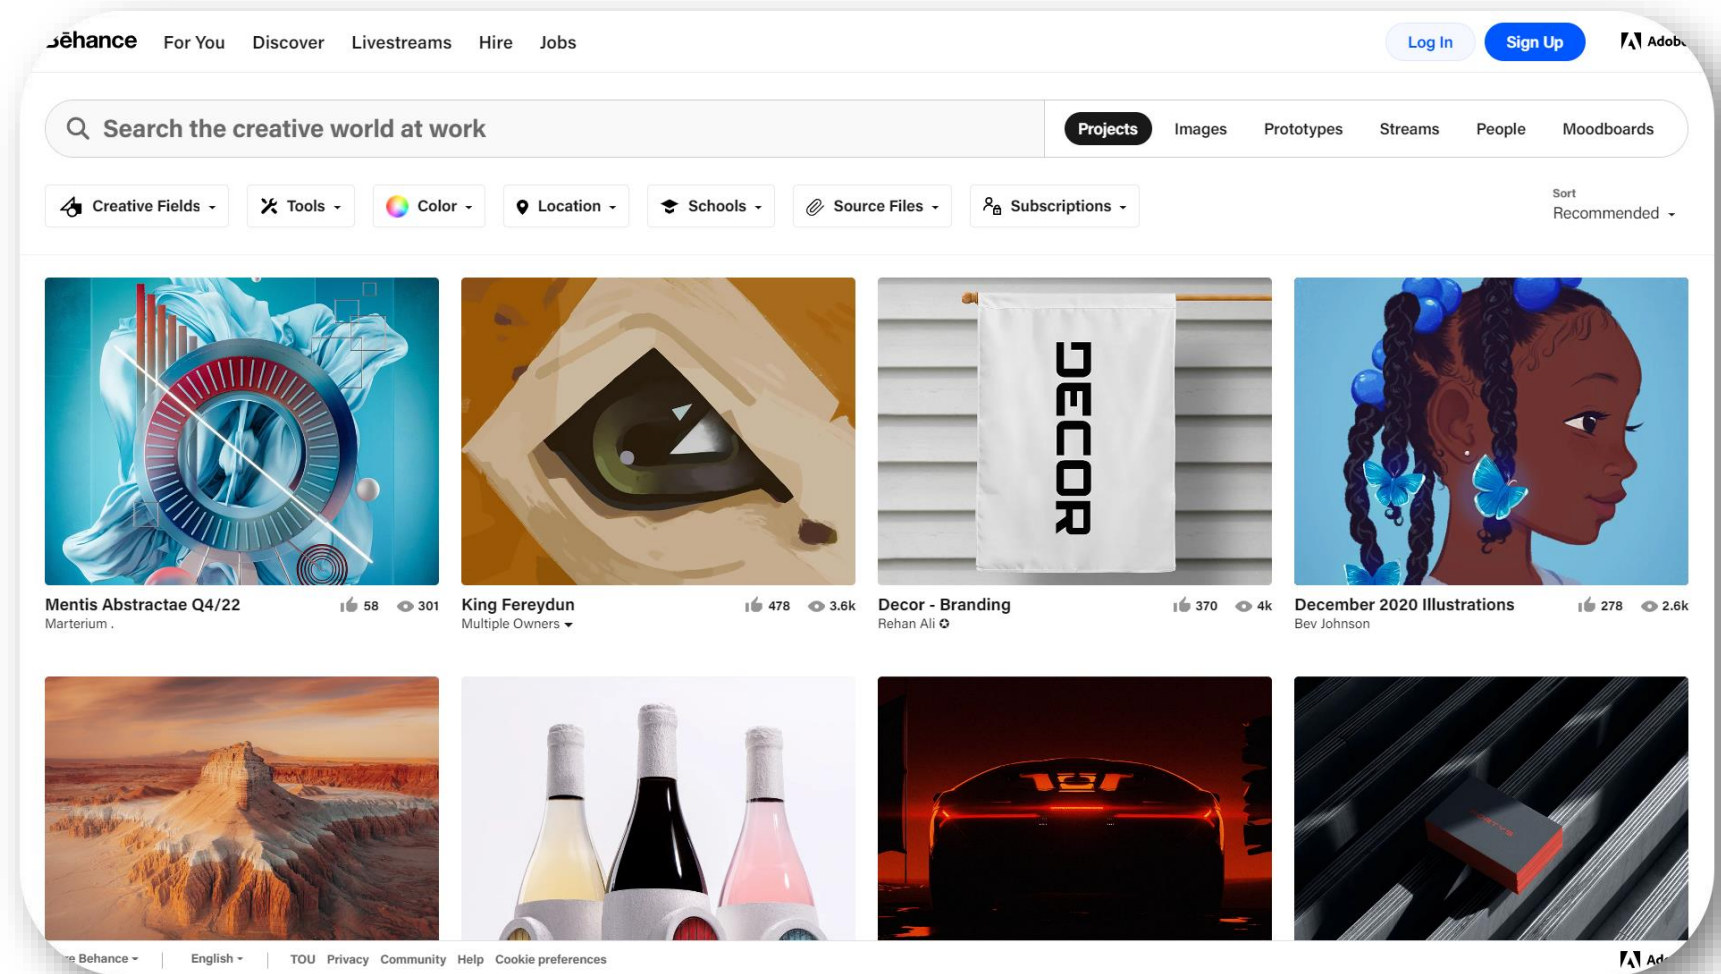 Bēhance For You Discover Livestreams Hire Jobs Log In Sign Up Adobe
Search the creative world at work Projects Images Prototypes Streams People Moodboards
Creative Fields Tools Color Location Schools Source Files Subscriptions
Sort
Recommended
DECOR
Mentis Abstractae Q4/22 58 301
Marterium .
King Fereydun 478 3.6k
Multiple Owners
Decor - Branding 370 4k
Rehan Ali
December 2020 Illustrations 278 2.6k
Bev Johnson
Behance English TOU Privacy Community Help Cookie preferences